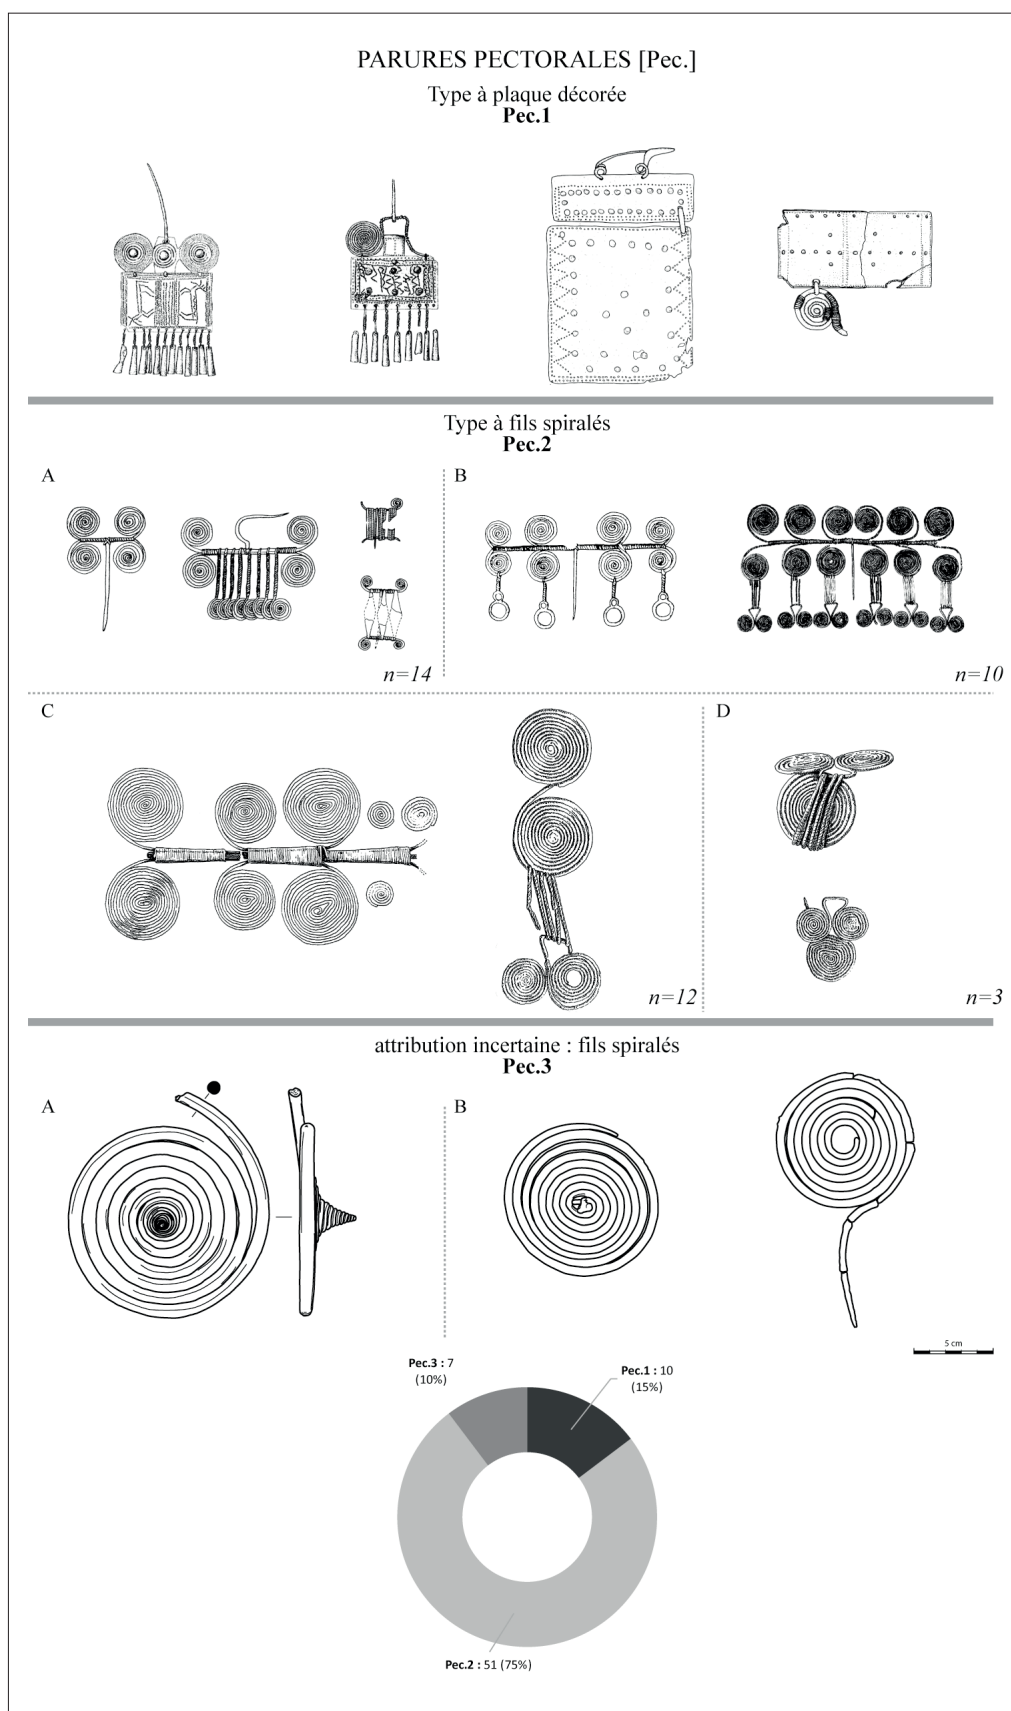 PARURES PECTORALES [Pec.]
Type à plaque décorée
Pec.1
Type à fils spiralés
Pec.2
A
B
n=14
n=10
C
D
n=12
n=3
attribution incertaine : fils spiralés
Pec.3
A
B
5 cm
Pec.3 : 7
(10%)
Pec.1 : 10
(15%)
Pec.2 : 51 (75%)